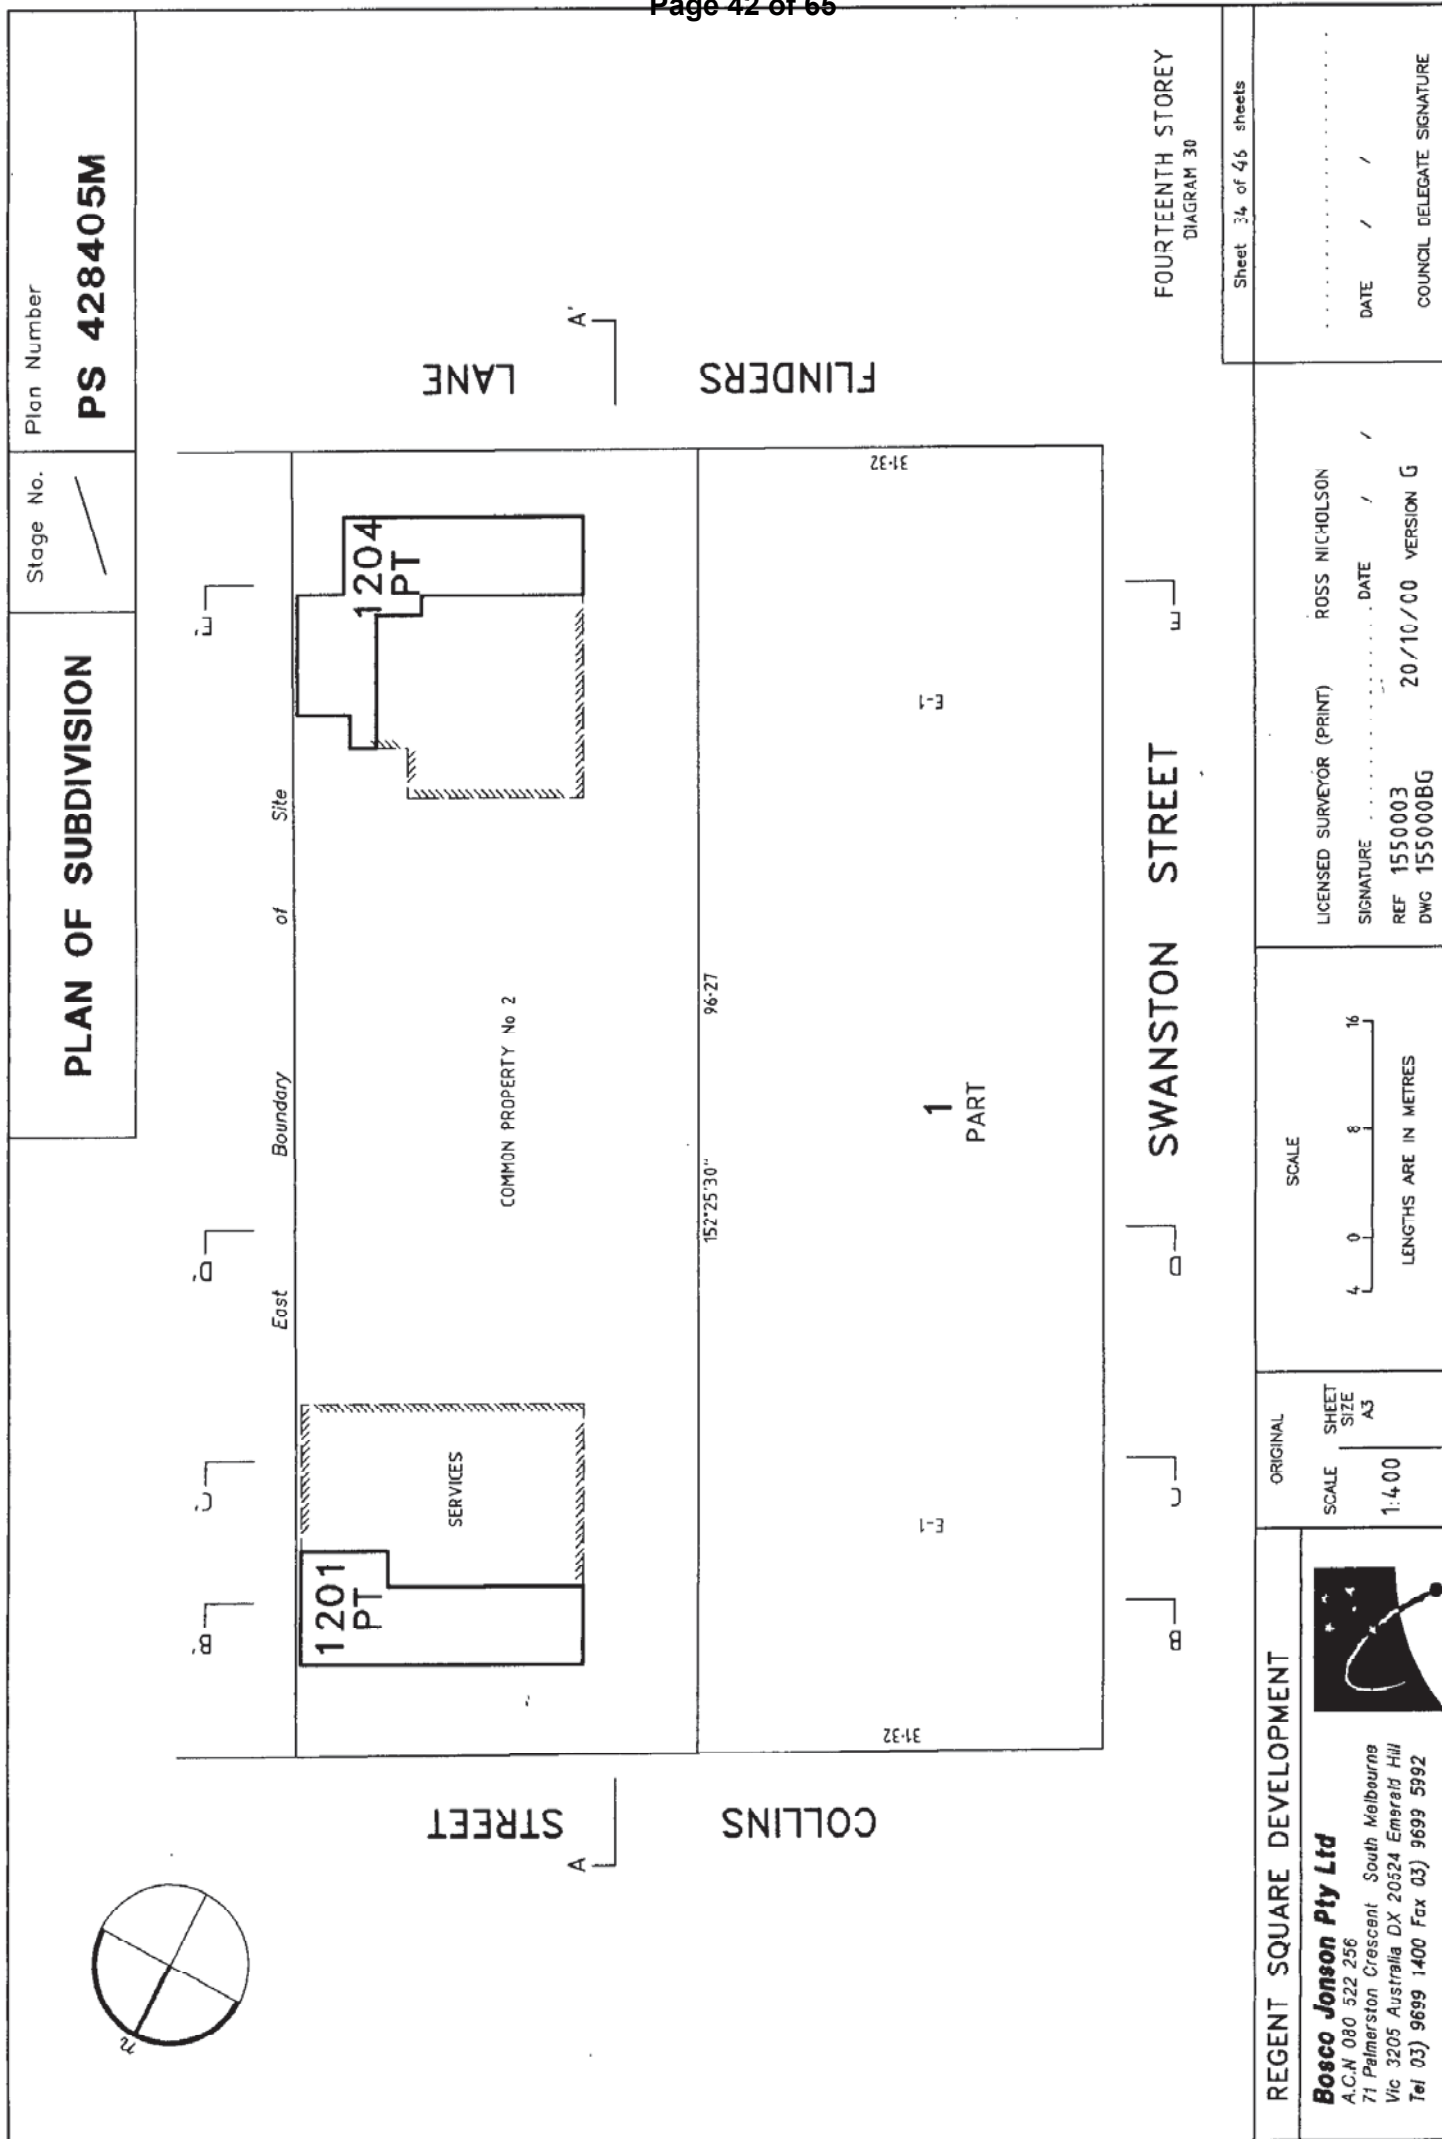 Page 42 of 65
PLAN OF SUBDIVISION
Stage No.
Plan Number
PS 428405M
B'
C'
D'
E'
East Boundary of Site
1201
PT
SERVICES
COMMON PROPERTY No 2
1204
PT
A
A'
STREET
COLLINS
LANE
FLINDERS
152°25'30"
96·27
31·32
31·32
E-1
E-1
1
PART
B
C
D
E
SWANSTON STREET
FOURTEENTH STOREY
DIAGRAM 30
Sheet 34 of 46 sheets
REGENT SQUARE DEVELOPMENT
Bosco Jonson Pty Ltd
A.C.N 080 522 256
71 Palmerston Crescent South Melbourne
Vic 3205 Australia DX 20524 Emerald Hill
Tel 03) 9699 1400 Fax 03) 9699 5992
ORIGINAL
SCALE
SHEET
SIZE
A3
1:400
SCALE
4 0 8 16
LENGTHS ARE IN METRES
LICENSED SURVEYOR (PRINT) ROSS NICHOLSON
SIGNATURE . . . . . . . . . . . . . . . . DATE / /
REF 1550003
DWG 155000BG
20/10/00 VERSION G
DATE / /
COUNCIL DELEGATE SIGNATURE
n